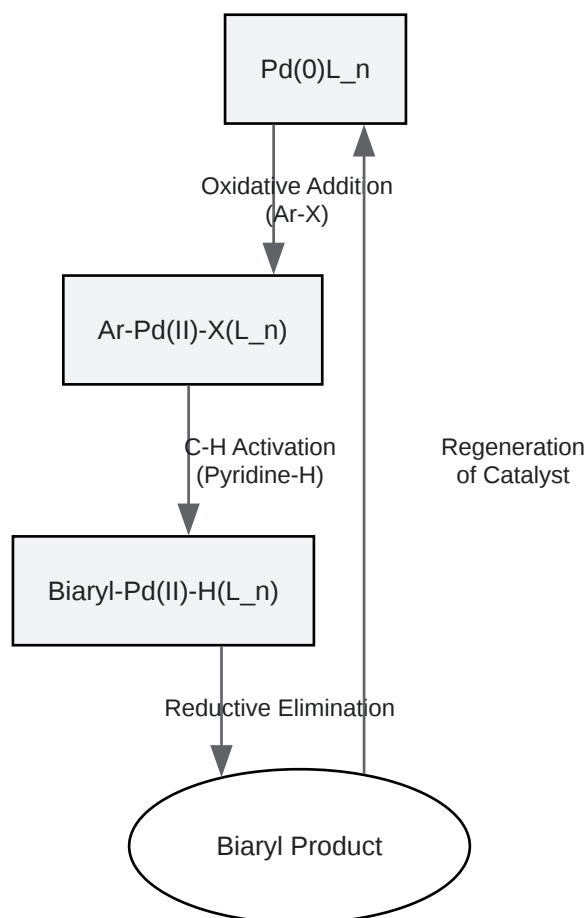 Pd(0)L_n
Oxidative Addition
(Ar-X)
Ar-Pd(II)-X(L_n)
C-H Activation
(Pyridine-H)
Regeneration
of Catalyst
Biaryl-Pd(II)-H(L_n)
Reductive Elimination
Biaryl Product